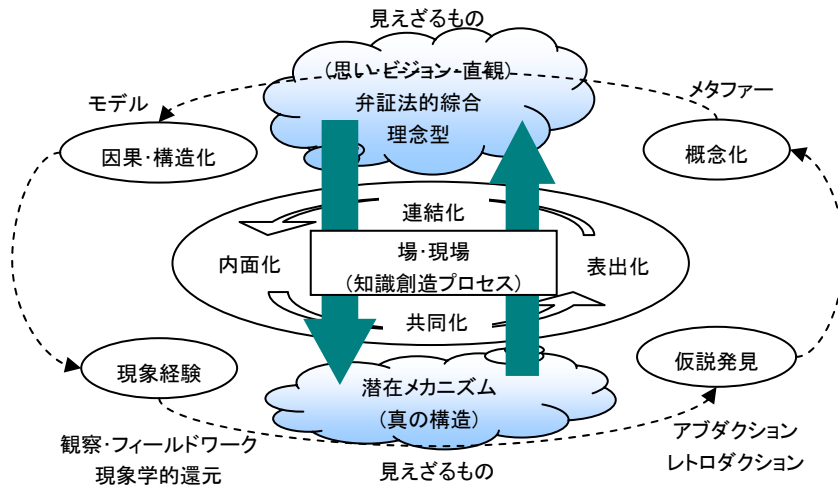 見えざるもの
(思い・ビジョン・直観)
弁証法的綜合
理念型
モデル
メタファー
因果・構造化
概念化
連結化
場・現場
(知識創造プロセス)
内面化
表出化
共同化
現象経験
仮説発見
潜在メカニズム
(真の構造)
観察・フィールドワーク
現象学的還元
アブダクション
レトロダクション
見えざるもの